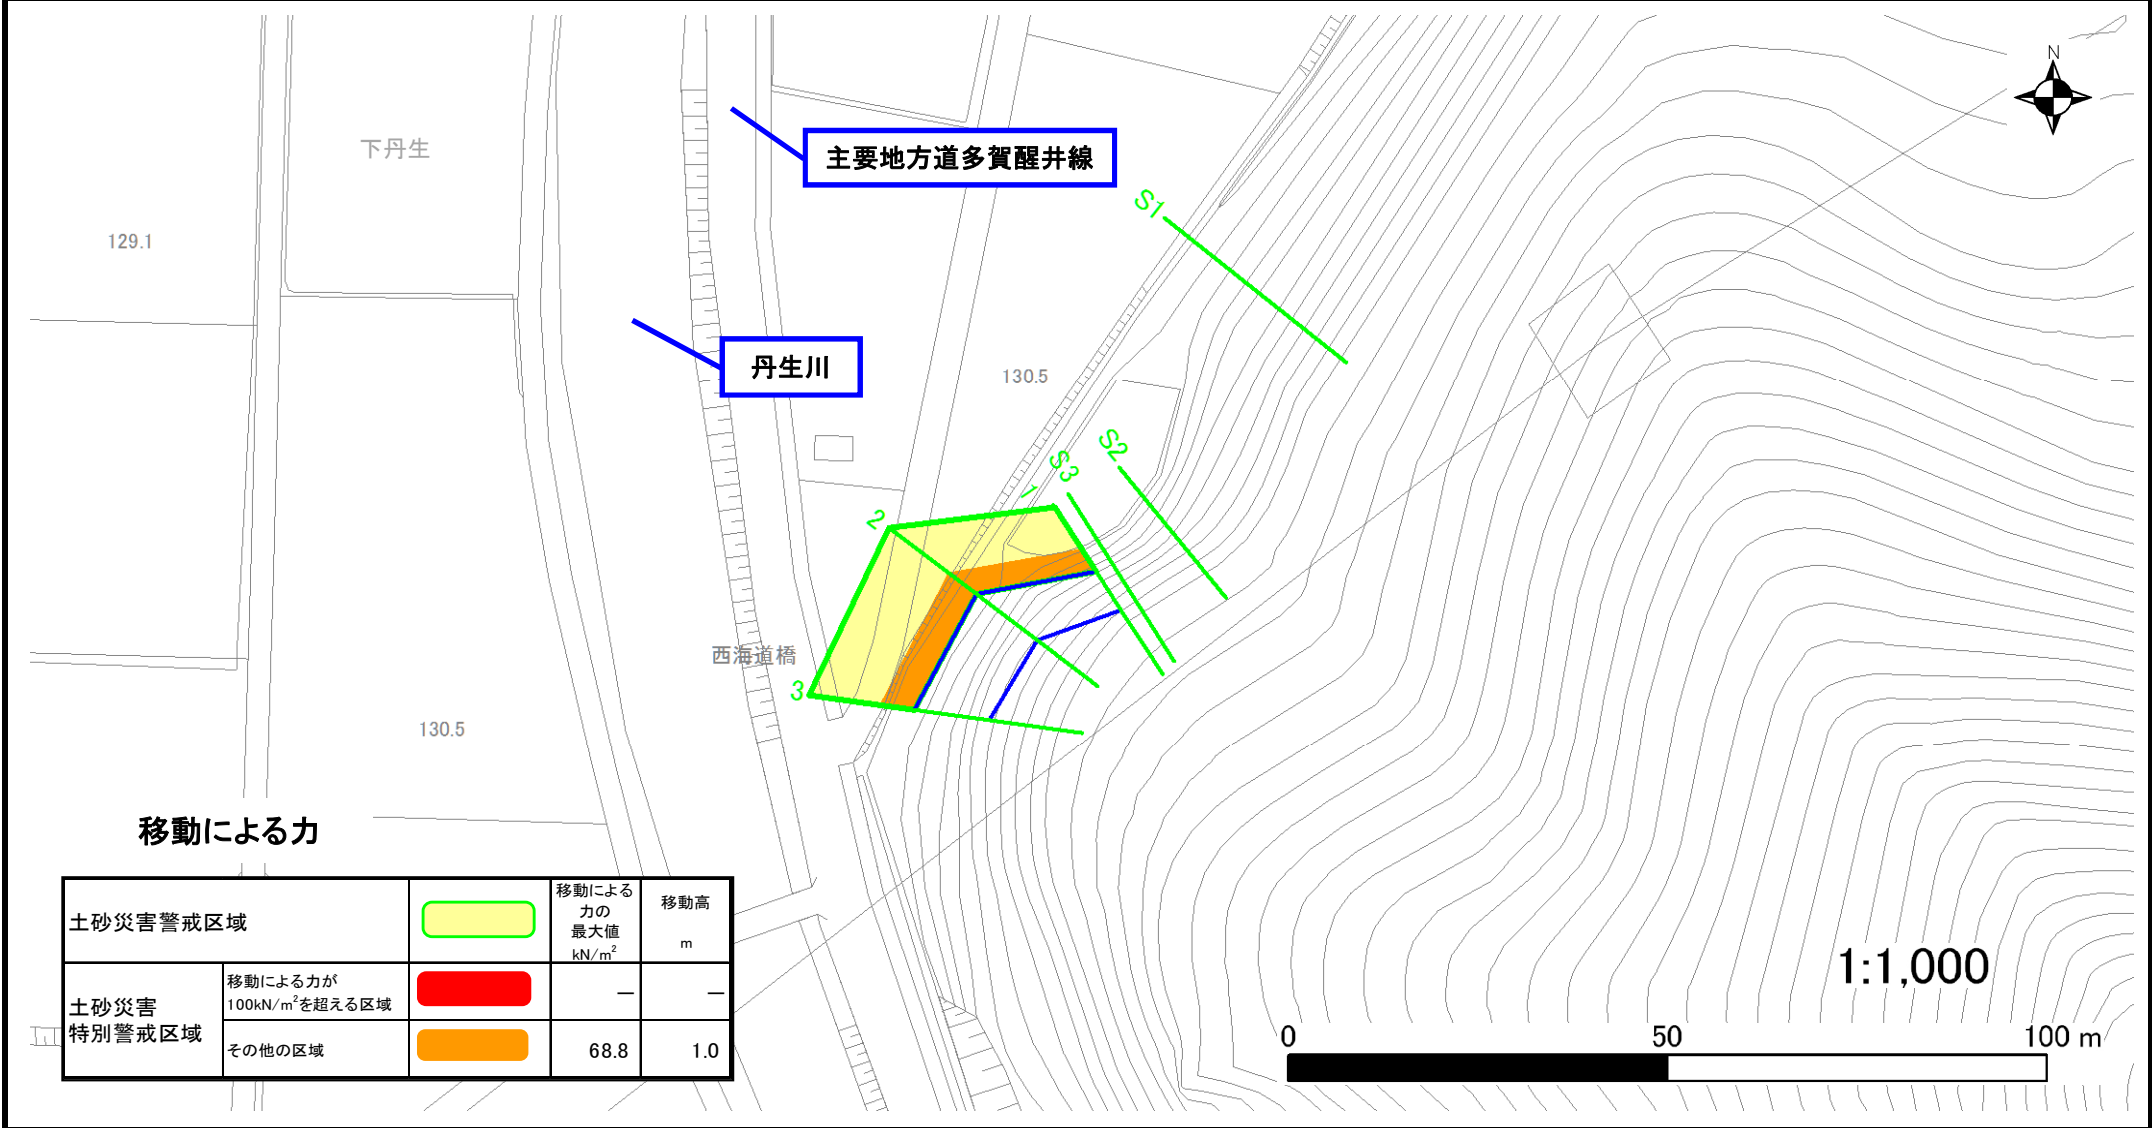 N
下丹生
主要地方道多賀醒井線
S1
129.1
丹生川
130.5
S2
S3
1
2
西海道橋
3
130.5
移動による力
土砂災害警戒区域
移動による
力の
最大値
kN/m²
移動高
m
土砂災害
特別警戒区域
移動による力が
100kN/m²を超える区域
—
—
その他の区域
68.8
1.0
1:1,000
0
50
100 m